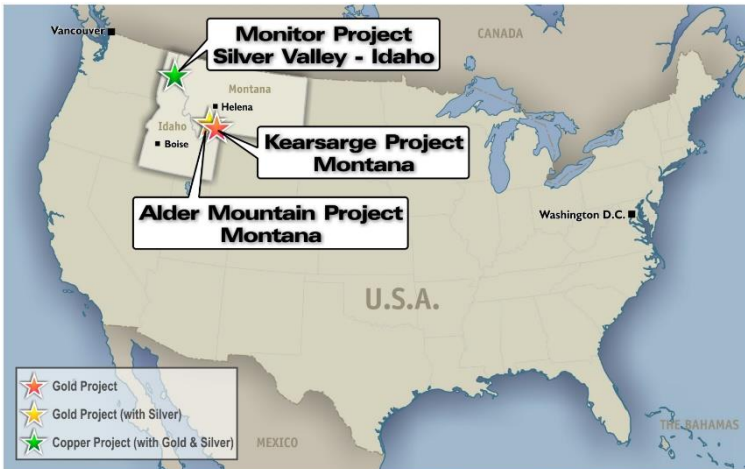 Vancouver
Monitor Project
Silver Valley - Idaho
CANADA
Montana
Helena
Idaho
Boise
Kearsarge Project
Montana
Alder Mountain Project
Montana
Washington D.C.
U.S.A.
Gold Project
Gold Project (with Silver)
Copper Project (with Gold & Silver)
MEXICO
THE BAHAMAS